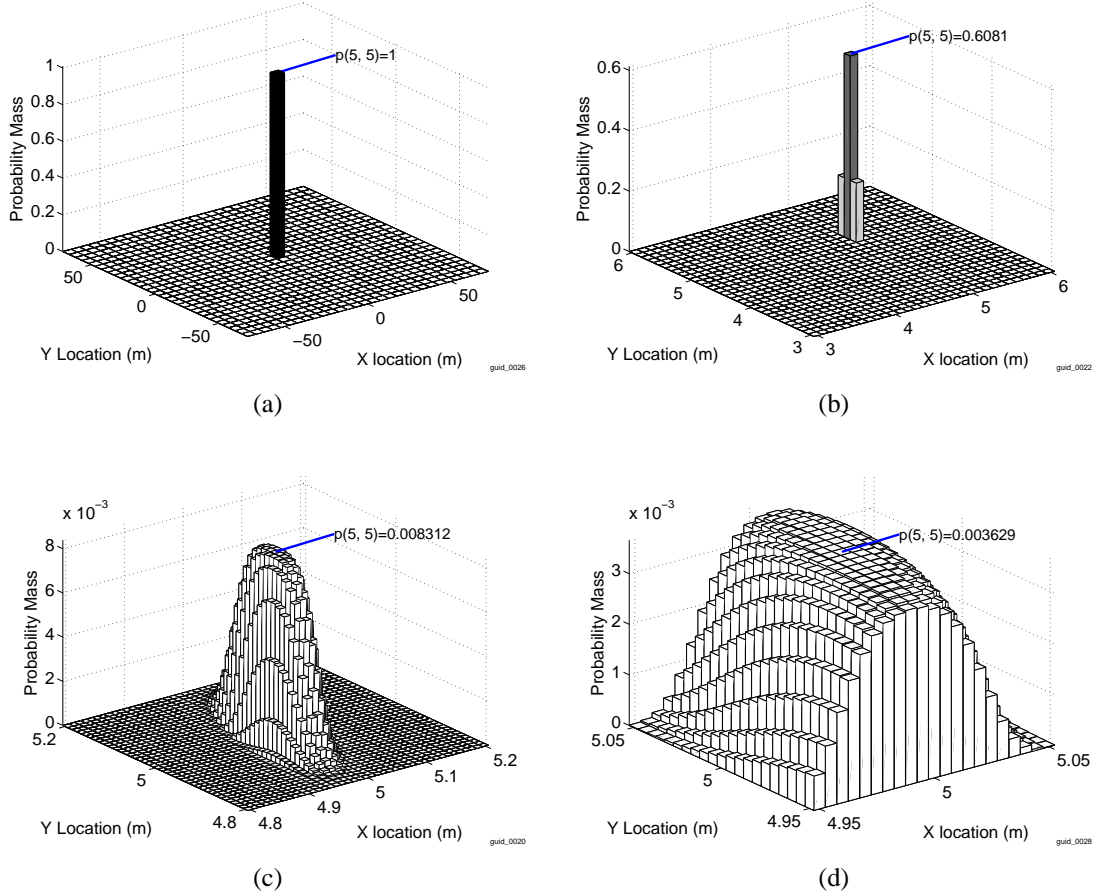 p(5, 5)=1
1
0.8
0.6
0.4
0.2
0
Probability Mass
50
0
−50
Y Location (m)
−50
0
50
X location (m)
guid_0026
(a)
p(5, 5)=0.6081
0.6
0.4
0.2
0
Probability Mass
6
5
4
3
Y Location (m)
3
4
5
6
X location (m)
guid_0022
(b)
x 10−3
p(5, 5)=0.008312
8
6
4
2
0
Probability Mass
5.2
5
4.8
Y Location (m)
4.8
4.9
5
5.1
5.2
X location (m)
guid_0020
(c)
x 10−3
p(5, 5)=0.003629
3
2
1
0
Probability Mass
5.05
5
4.95
Y Location (m)
4.95
5
5.05
X location (m)
guid_0028
(d)